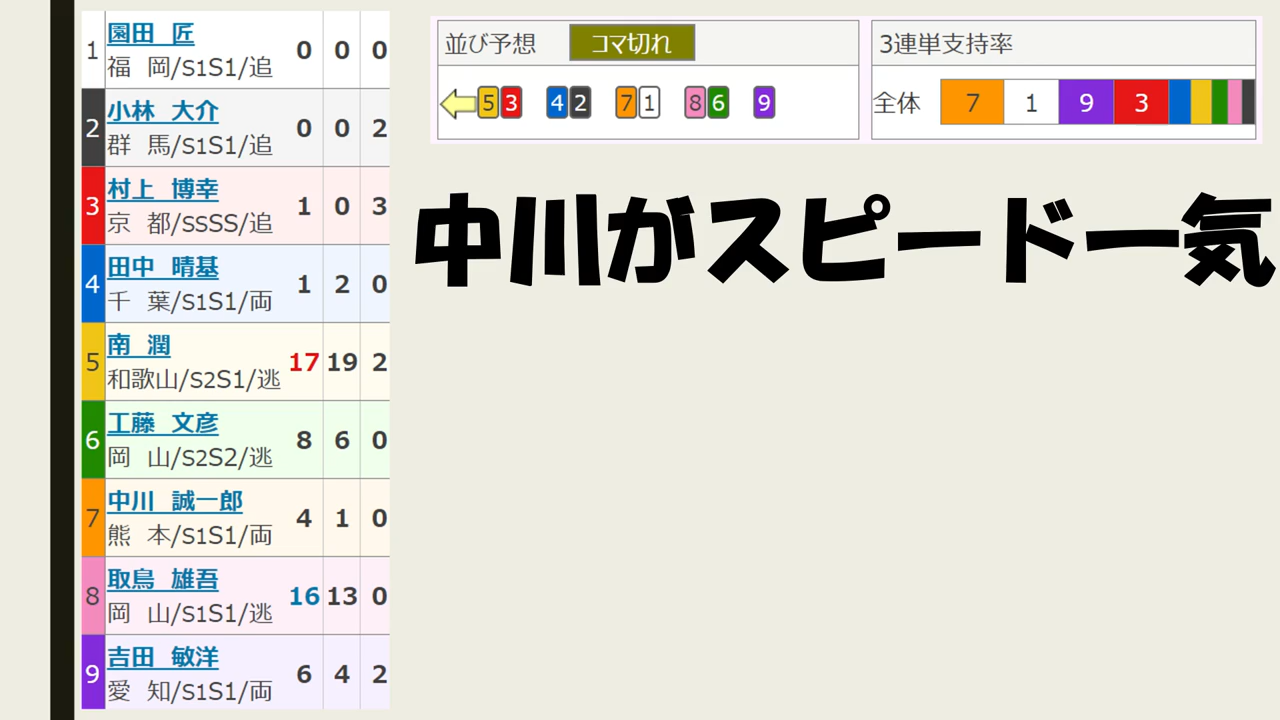 1 園田 匠 0 0 0
福 岡/S1S1/追
2 小林 大介 0 0 2
群 馬/S1S1/追
3 村上 博幸 1 0 3
京 都/SSSS/追
4 田中 晴基 1 2 0
千 葉/S1S1/両
5 南 潤 17 19 2
和歌山/S2S1/逃
6 工藤 文彦 8 6 0
岡 山/S2S2/逃
7 中川 誠一郎 4 1 0
熊 本/S1S1/両
8 取鳥 雄吾 16 13 0
岡 山/S1S1/逃
9 吉田 敏洋 6 4 2
愛 知/S1S1/両
並び予想 コマ切れ
5 3 4 2 7 1 8 6 9
3連単支持率
全体 7 1 9 3
中川がスピード一気